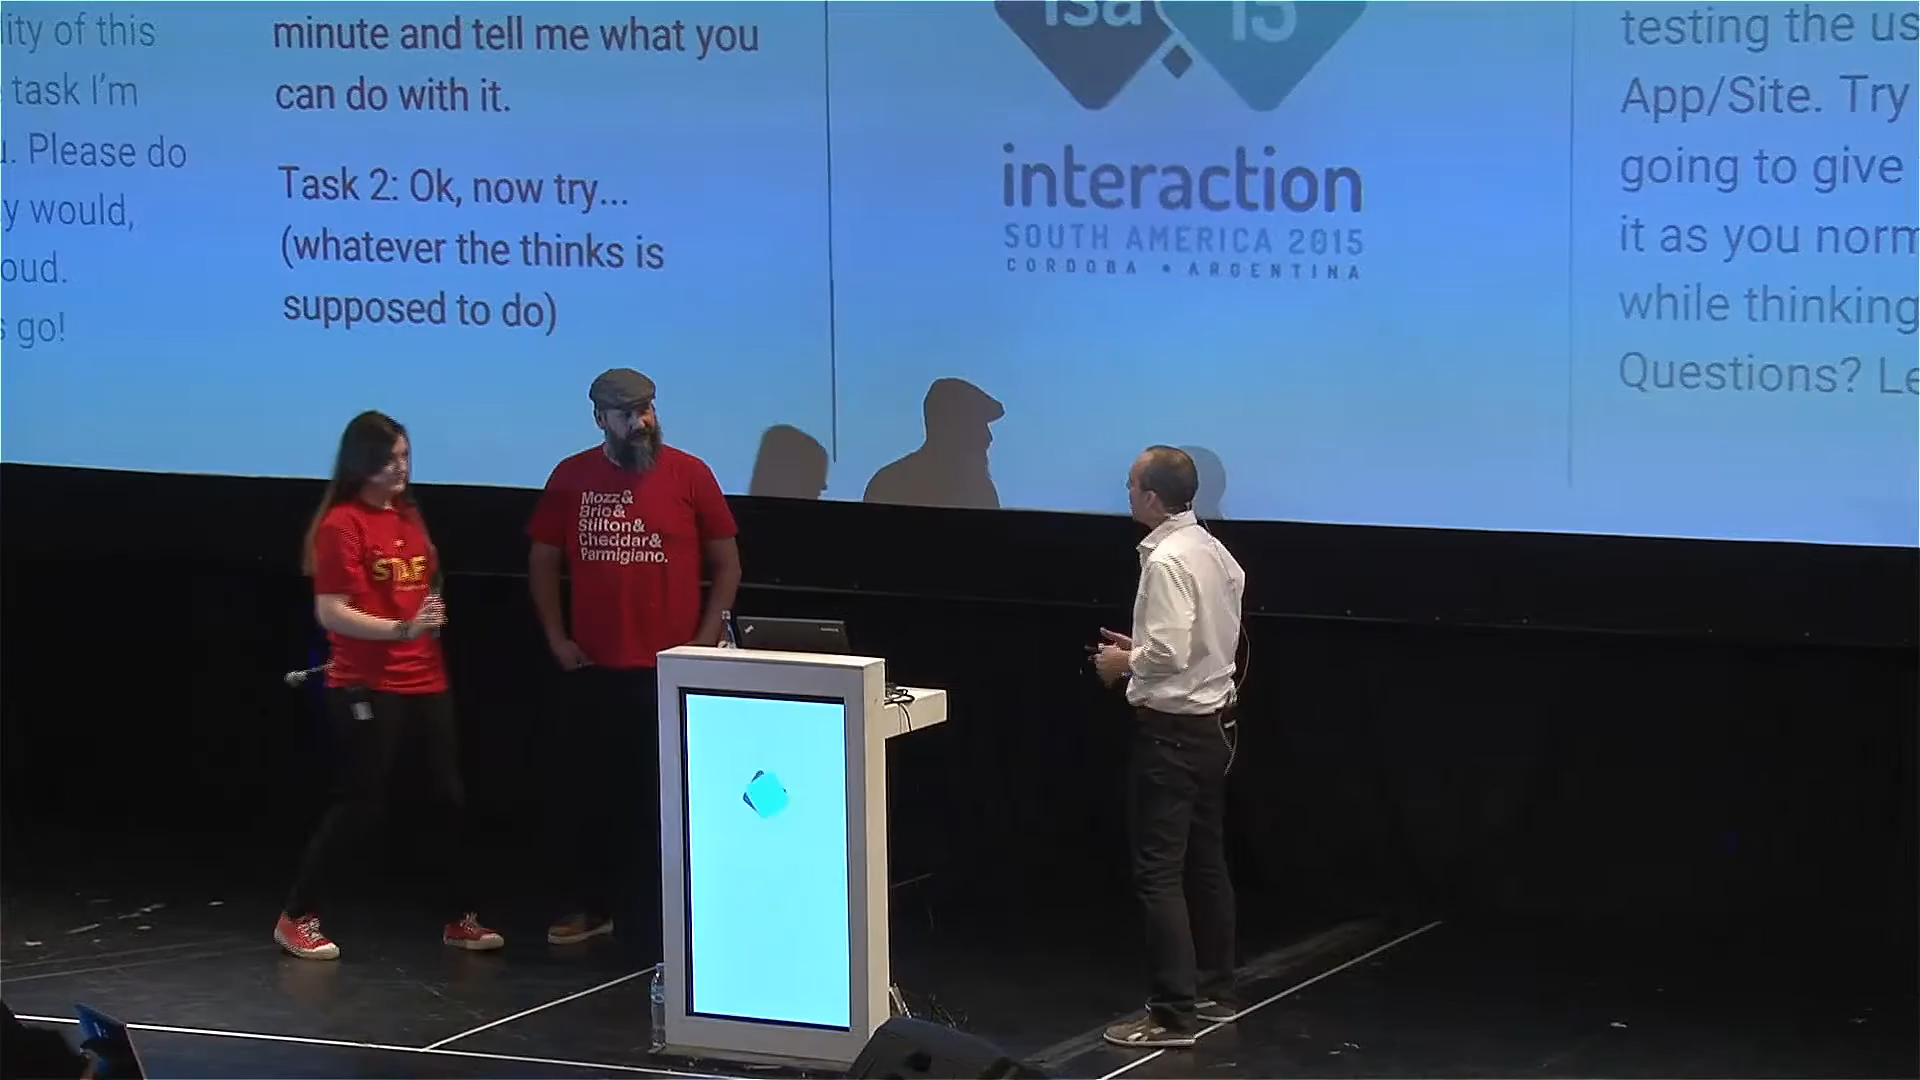 lity of this
task I'm
. Please do
y would,
oud.
go!
minute and tell me what you
can do with it.
Task 2: Ok, now try...
(whatever the thinks is
supposed to do)
isa
15
interaction
SOUTH AMERICA 2015
CORDOBA • ARGENTINA
testing the us
App/Site. Try
going to give
it as you norm
while thinking
Questions? Le
STAFF
Mozz&
Brie&
Stilton&
Cheddar&
Parmigiano.